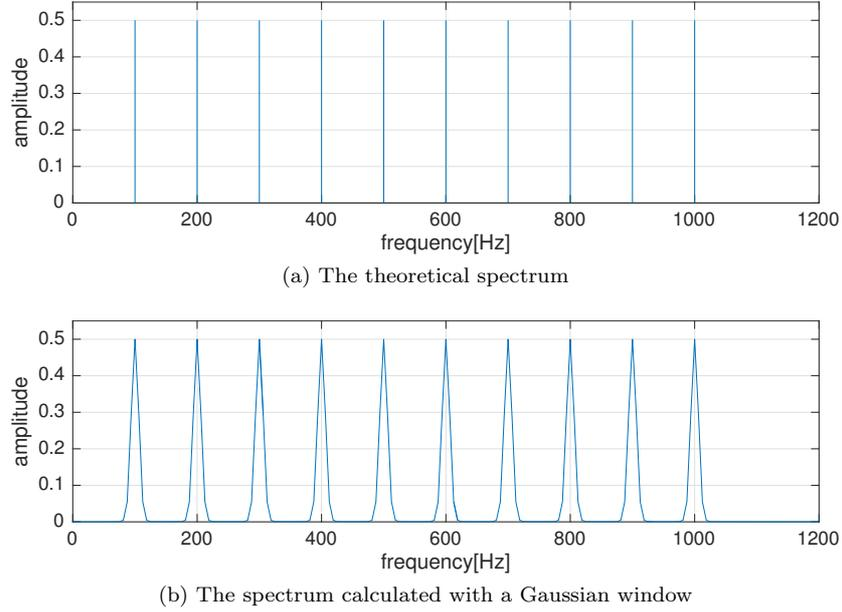 0.5
0.4
0.3
0.2
0.1
0
amplitude
0 200 400 600 800 1000 1200
frequency[Hz]
(a) The theoretical spectrum
0.5
0.4
0.3
0.2
0.1
0
amplitude
0 200 400 600 800 1000 1200
frequency[Hz]
(b) The spectrum calculated with a Gaussian window